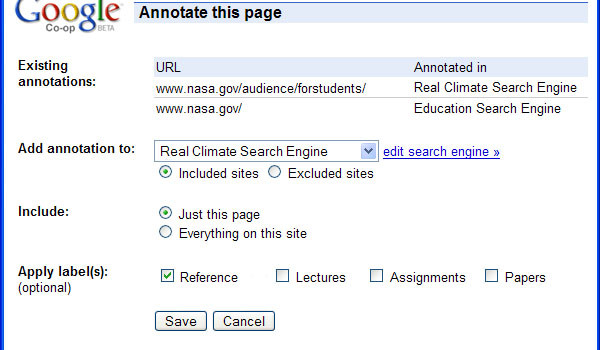 Google
Co-op BETA
Annotate this page
Existing annotations:
URL Annotated in
www.nasa.gov/audience/forstudents/ Real Climate Search Engine
www.nasa.gov/ Education Search Engine
Add annotation to: Real Climate Search Engine edit search engine »
Included sites Excluded sites
Include: Just this page
Everything on this site
Apply label(s): Reference Lectures Assignments Papers
(optional)
Save Cancel